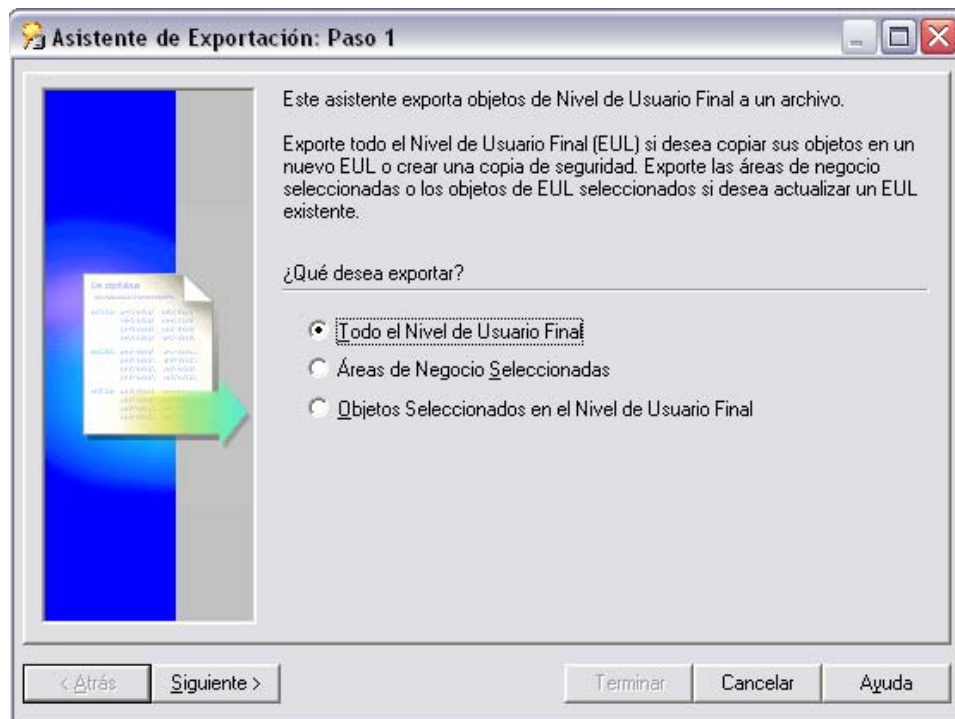 Asistente de Exportación: Paso 1
Este asistente exporta objetos de Nivel de Usuario Final a un archivo.
Exporte todo el Nivel de Usuario Final (EUL) si desea copiar sus objetos en un
nuevo EUL o crear una copia de seguridad. Exporte las áreas de negocio
seleccionadas o los objetos de EUL seleccionados si desea actualizar un EUL
existente.
¿Qué desea exportar?
Todo el Nivel de Usuario Final
Áreas de Negocio Seleccionadas
Objetos Seleccionados en el Nivel de Usuario Final
< Atrás
Siguiente >
Terminar
Cancelar
Ayuda